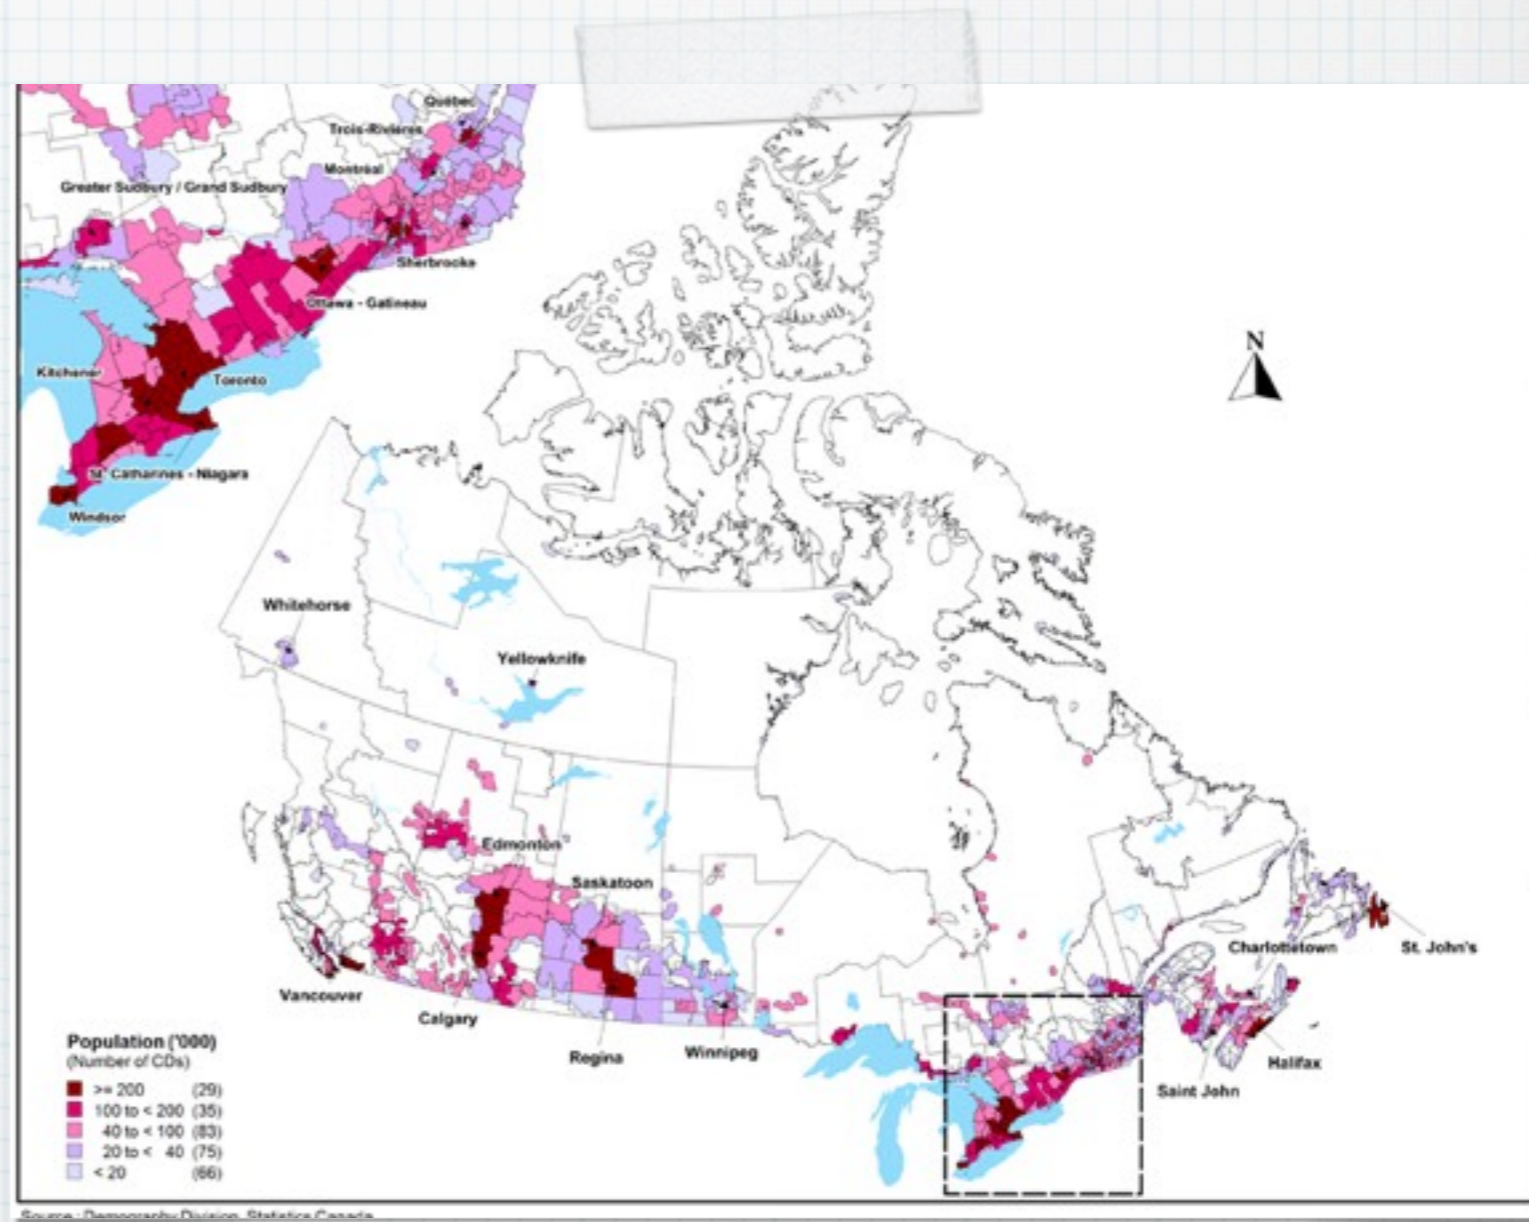 Québec
Trois-Rivières
Montréal
Greater Sudbury / Grand Sudbury
Sherbrooke
Ottawa - Gatineau
Kitchener
Toronto
St. Catharines - Niagara
Windsor
N
Whitehorse
Yellowknife
Edmonton
Saskatoon
Charlottetown
St. John's
Vancouver
Calgary
Regina
Winnipeg
Halifax
Saint John
Population ('000)
(Number of CDs)
>= 200 (29)
100 to < 200 (35)
40 to < 100 (83)
20 to < 40 (75)
< 20 (66)
Source : Demography Division, Statistics Canada